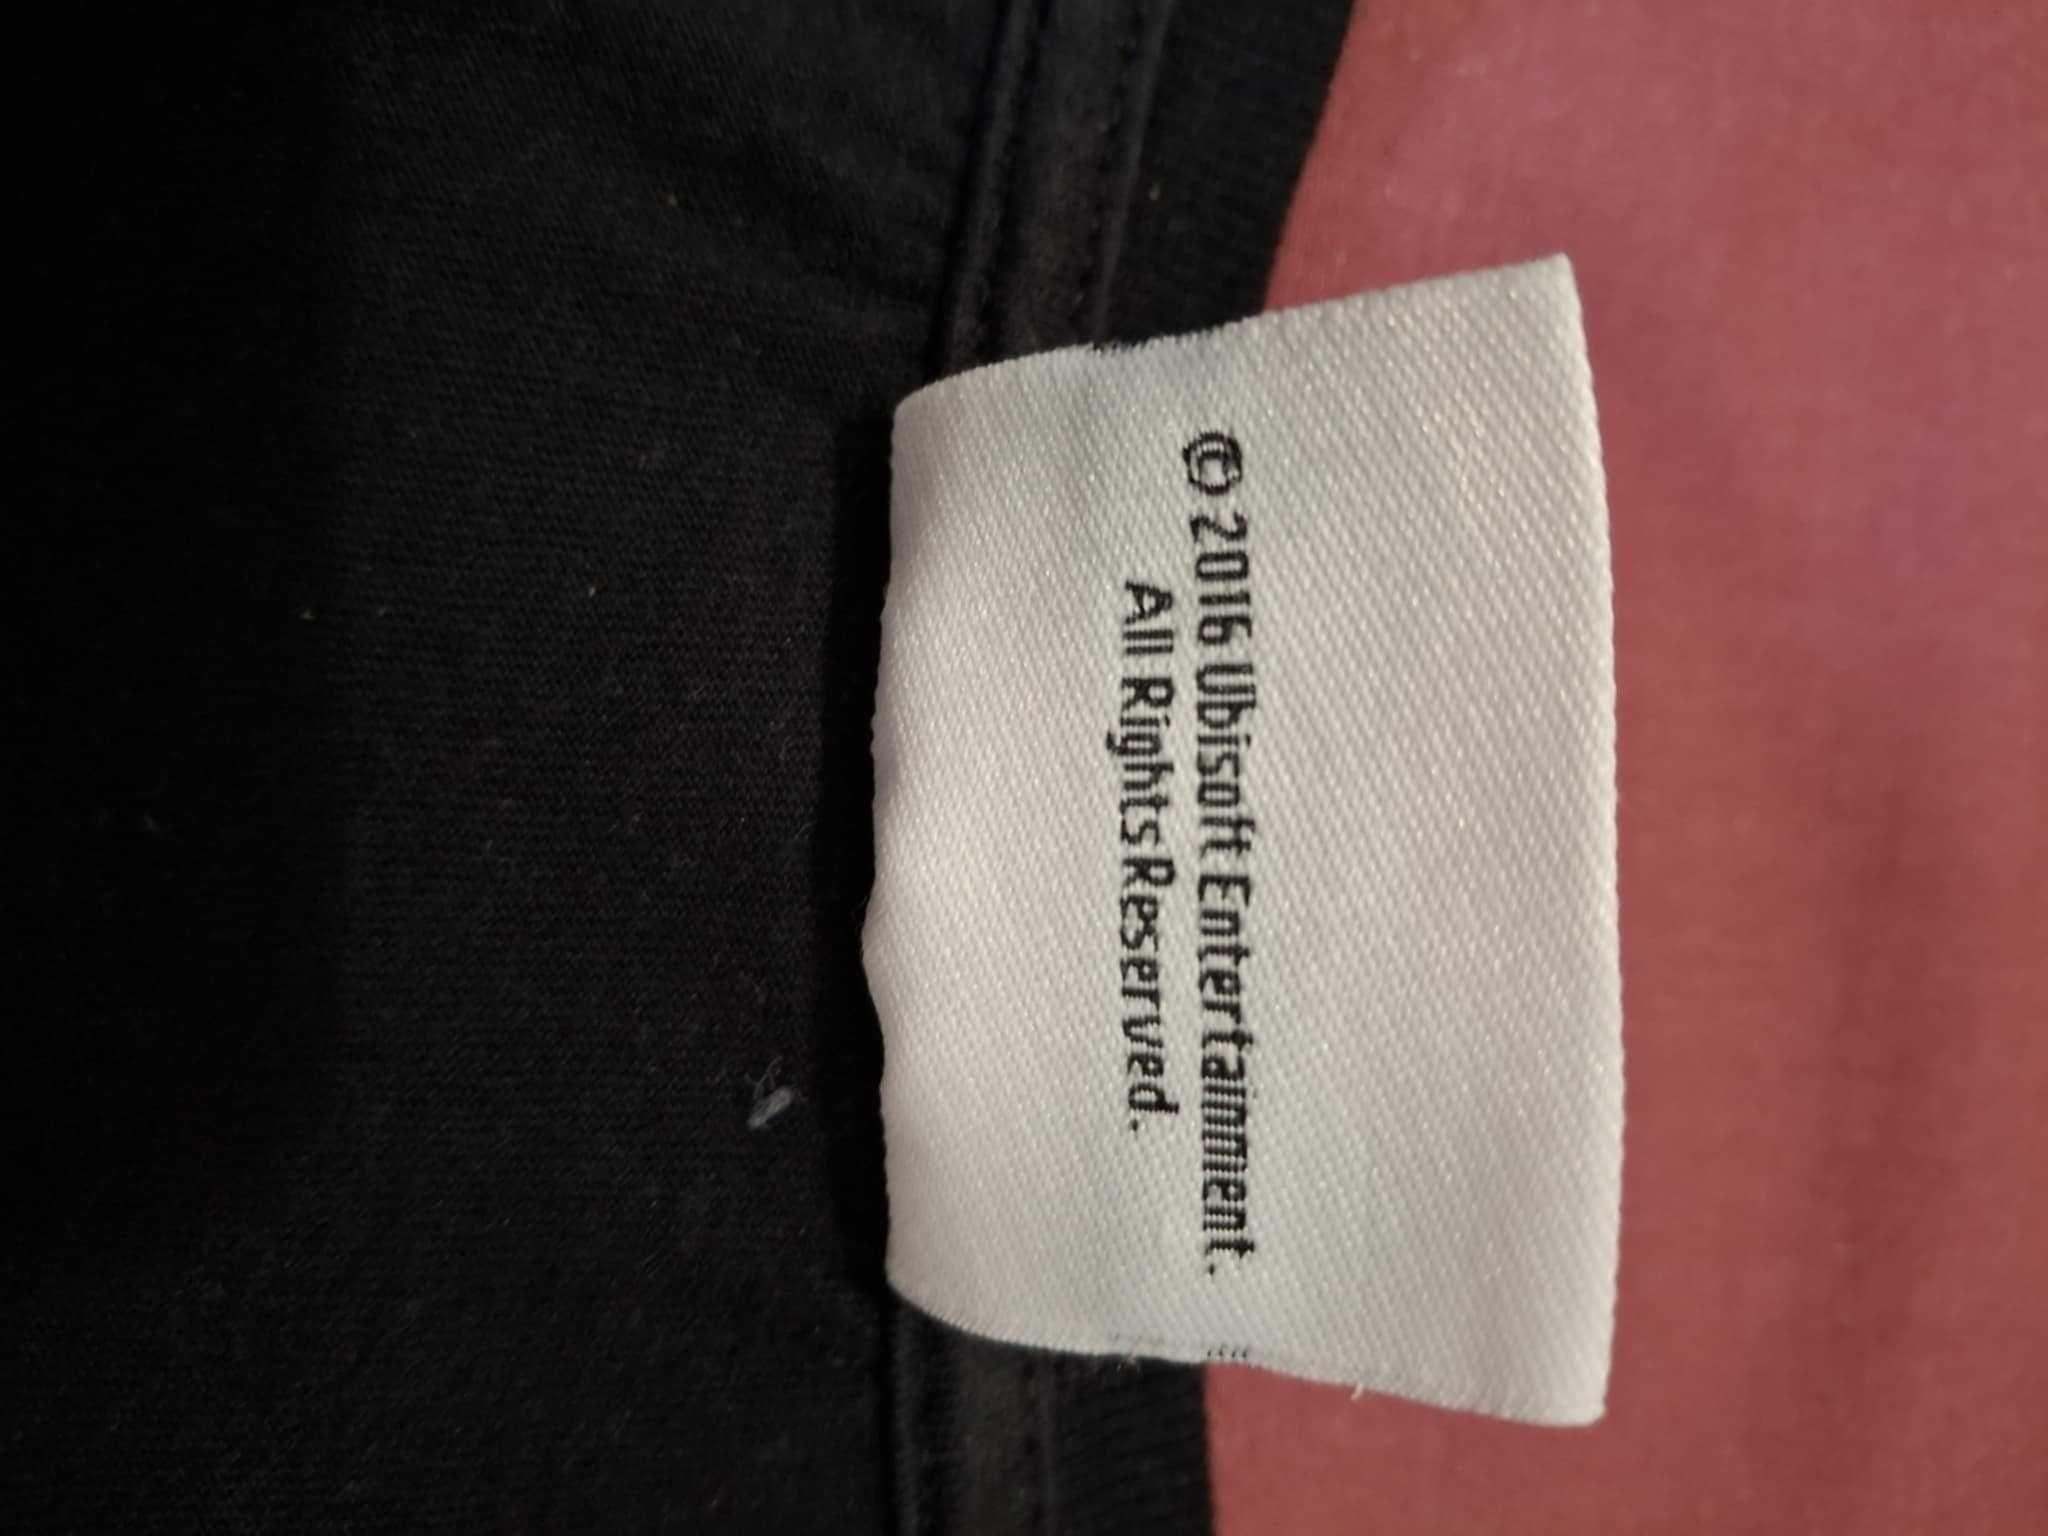 © 2016 Ubisoft Entertainment.
All Rights Reserved.